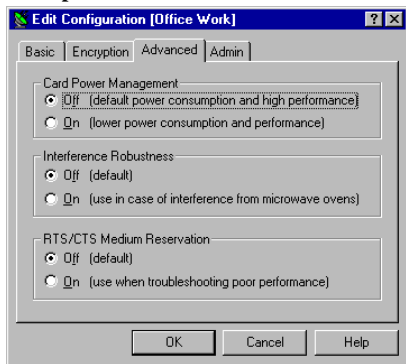 Edit Configuration [Office Work]
Basic Encryption Advanced Admin
Card Power Management
Off (default power consumption and high performance)
On (lower power consumption and performance)
Interference Robustness
Off (default)
On (use in case of interference from microwave ovens)
RTS/CTS Medium Reservation
Off (default)
On (use when troubleshooting poor performance)
OK Cancel Help